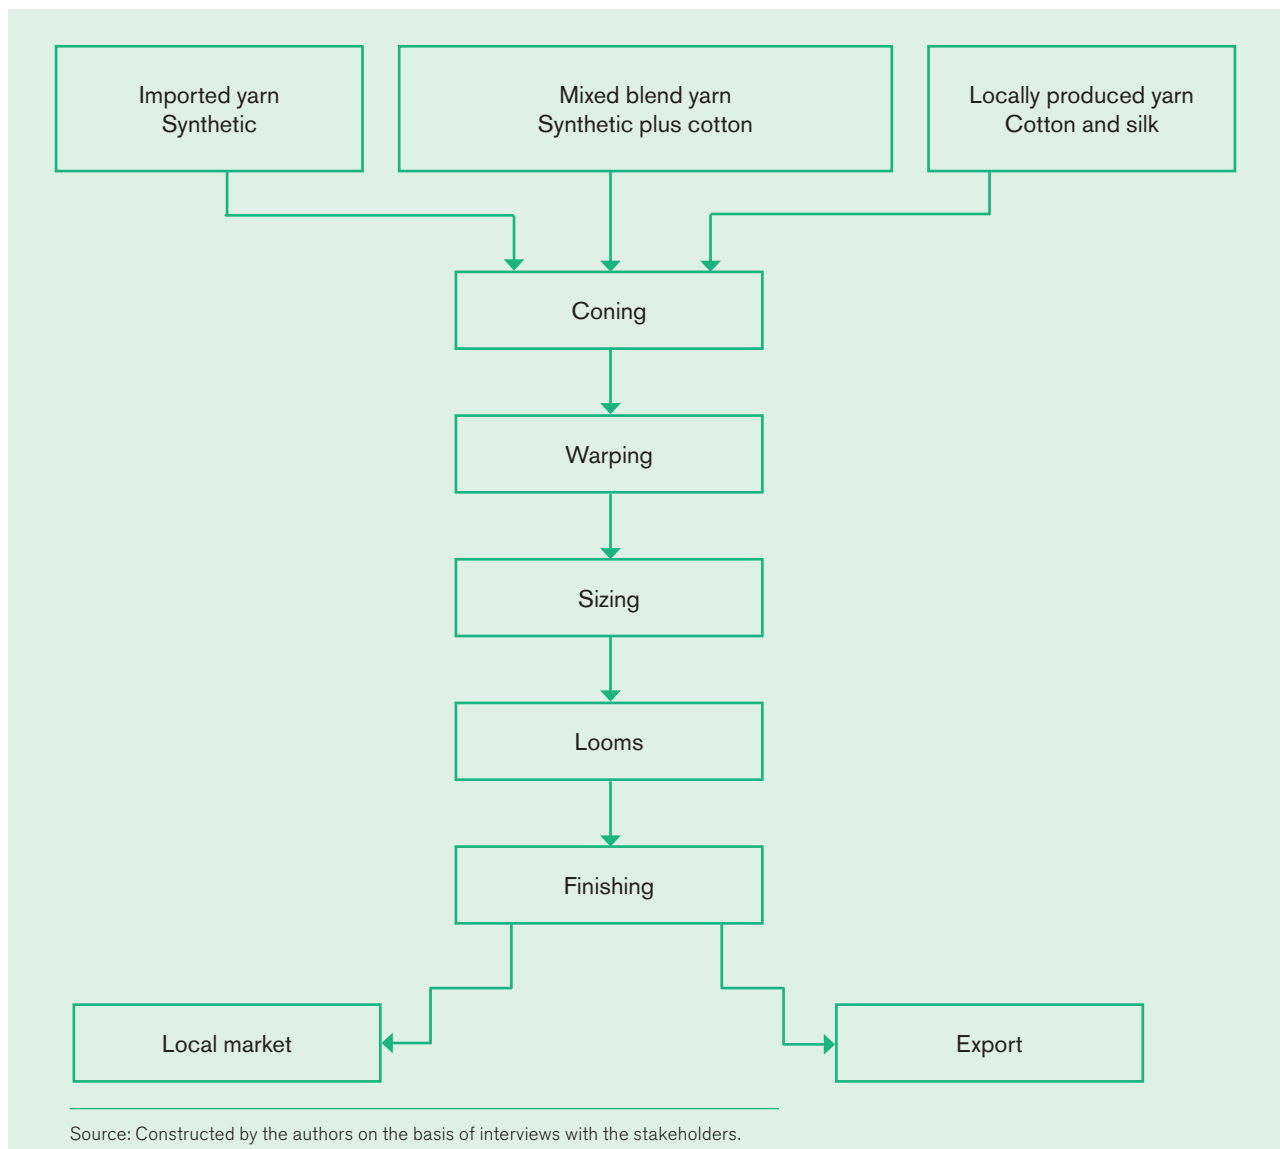 Imported yarn
Synthetic
Mixed blend yarn
Synthetic plus cotton
Locally produced yarn
Cotton and silk
Coning
Warping
Sizing
Looms
Finishing
Local market
Export
Source: Constructed by the authors on the basis of interviews with the stakeholders.